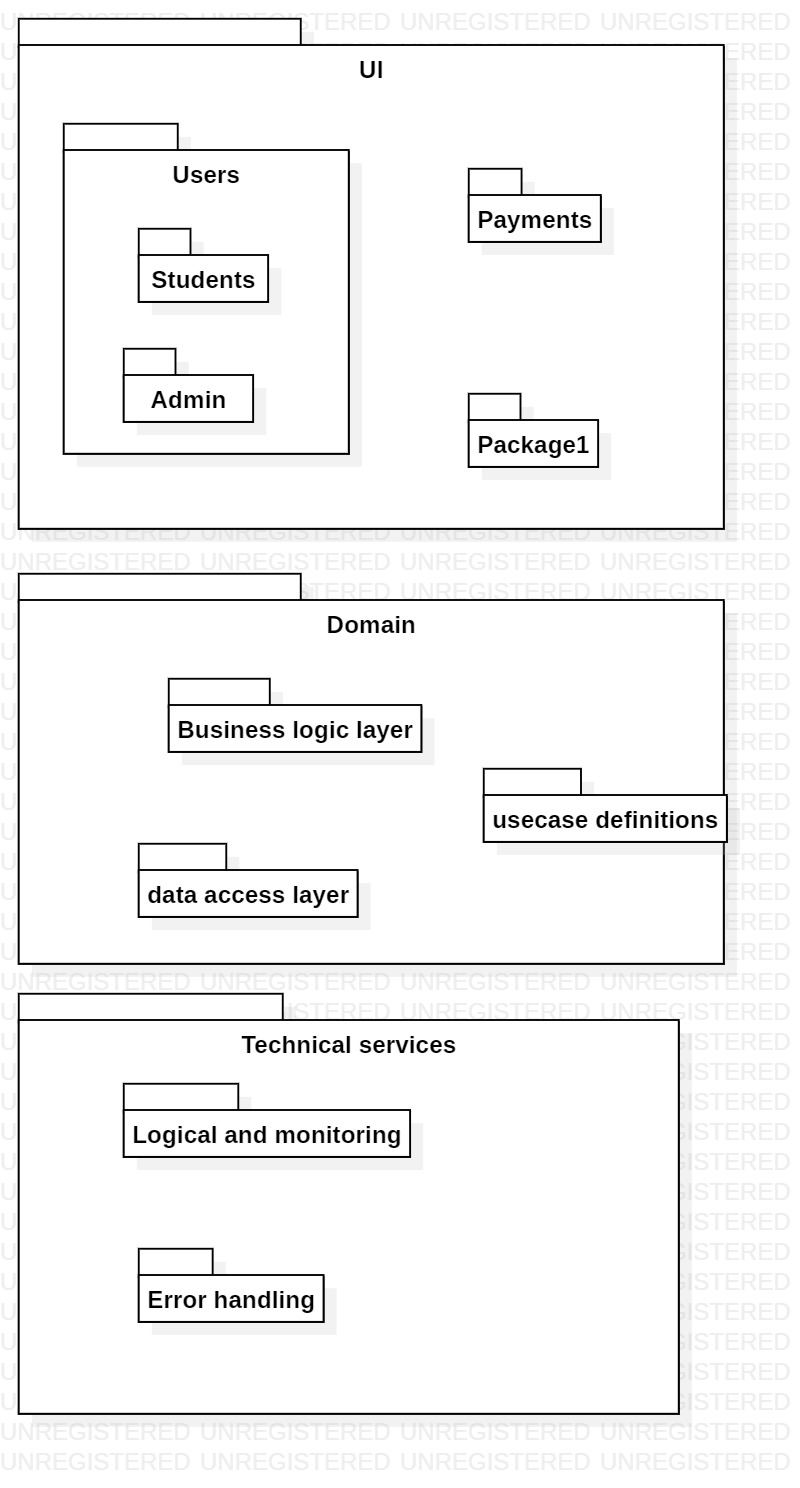 UI
Users
Payments
Students
Admin
Package1
Domain
Business logic layer
usecase definitions
data access layer
Technical services
Logical and monitoring
Error handling
UNREGISTERED UNREGISTERED UNREGISTERED UNREGISTERED